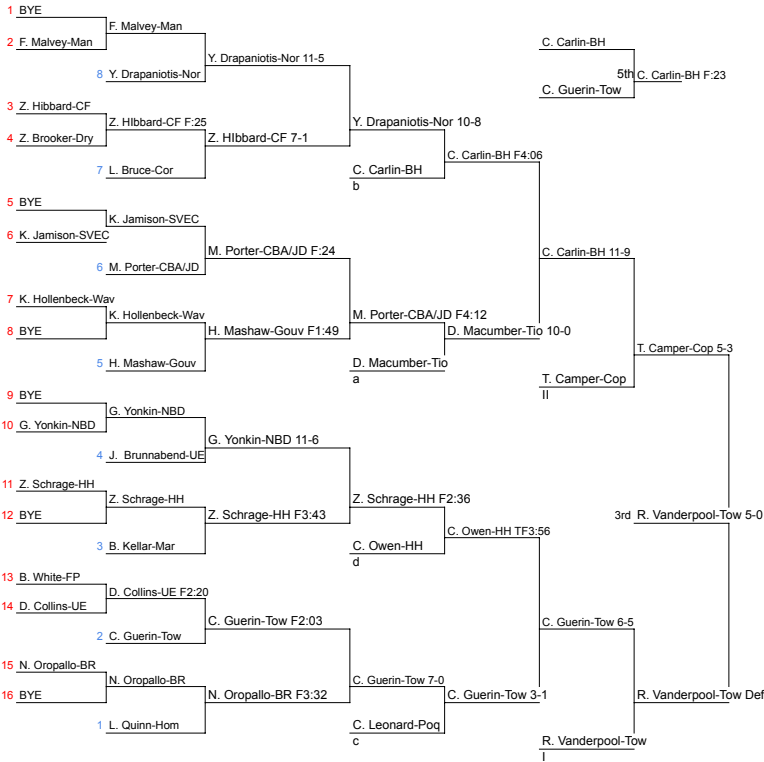 1 BYE
F. Malvey-Man
2 F. Malvey-Man
Y. Drapaniotis-Nor 11-5
8 Y. Drapaniotis-Nor
3 Z. Hibbard-CF
Z. HIbbard-CF F:25
4 Z. Brooker-Dry
Z. HIbbard-CF 7-1
7 L. Bruce-Cor
Y. Drapaniotis-Nor 10-8
C. Carlin-BH
b
C. Carlin-BH F4:06
5 BYE
K. Jamison-SVEC
6 K. Jamison-SVEC
M. Porter-CBA/JD F:24
6 M. Porter-CBA/JD
7 K. Hollenbeck-Wav
K. Hollenbeck-Wav
8 BYE
H. Mashaw-Gouv F1:49
5 H. Mashaw-Gouv
M. Porter-CBA/JD F4:12
D. Macumber-Tio
a
D. Macumber-Tio 10-0
C. Carlin-BH 11-9
T. Camper-Cop
II
T. Camper-Cop 5-3
9 BYE
G. Yonkin-NBD
10 G. Yonkin-NBD
G. Yonkin-NBD 11-6
4 J. Brunnabend-UE
11 Z. Schrage-HH
Z. Schrage-HH
12 BYE
Z. Schrage-HH F3:43
3 B. Kellar-Mar
Z. Schrage-HH F2:36
C. Owen-HH
d
C. Owen-HH TF3:56
13 B. White-FP
D. Collins-UE F2:20
14 D. Collins-UE
C. Guerin-Tow F2:03
2 C. Guerin-Tow
15 N. Oropallo-BR
N. Oropallo-BR
16 BYE
N. Oropallo-BR F3:32
1 L. Quinn-Hom
C. Guerin-Tow 7-0
C. Leonard-Poq
c
C. Guerin-Tow 3-1
C. Guerin-Tow 6-5
R. Vanderpool-Tow
I
R. Vanderpool-Tow Def
3rd R. Vanderpool-Tow 5-0
C. Carlin-BH
5th C. Carlin-BH F:23
C. Guerin-Tow